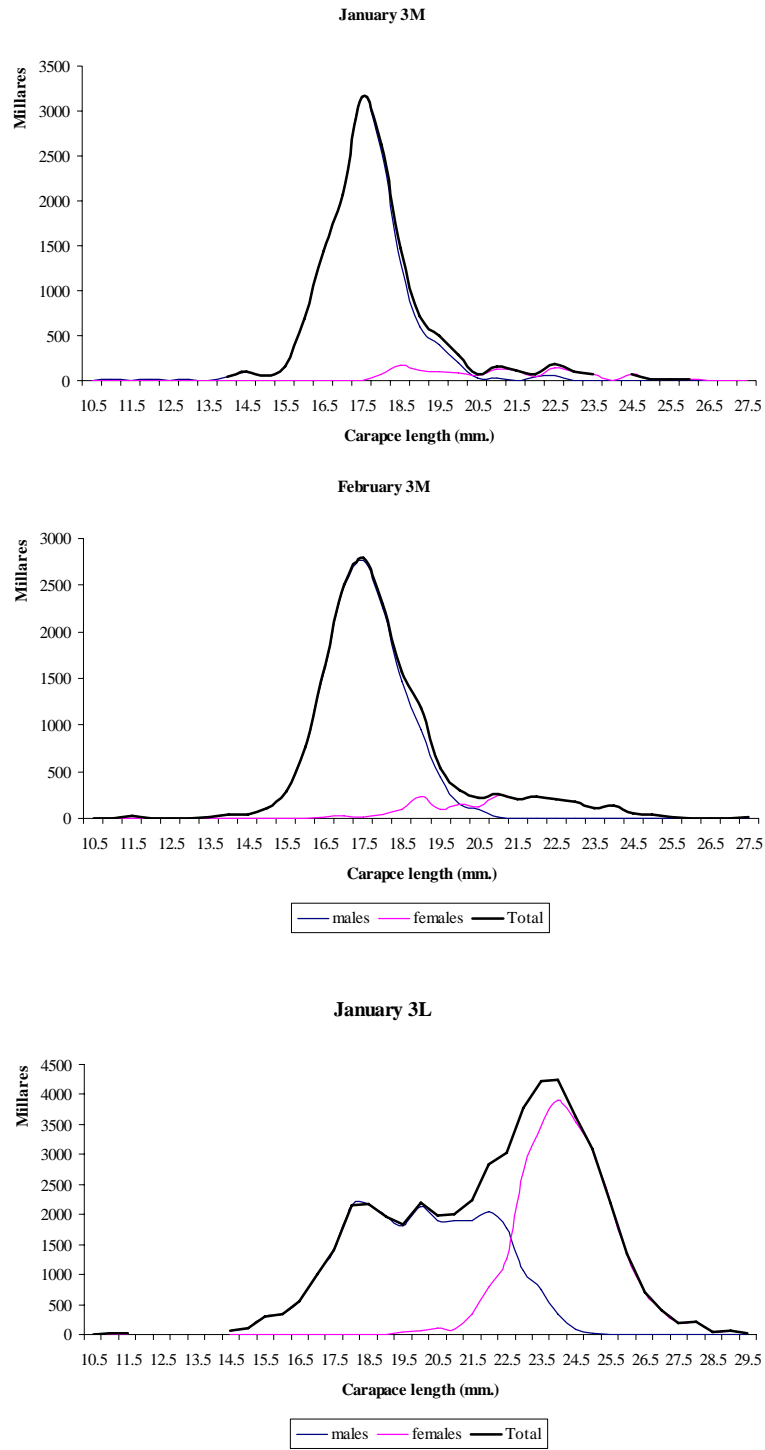 January 3M
Millares
3500
3000
2500
2000
1500
1000
500
0
10.5 11.5 12.5 13.5 14.5 15.5 16.5 17.5 18.5 19.5 20.5 21.5 22.5 23.5 24.5 25.5 26.5 27.5
Carapce length (mm.)
February 3M
Millares
3000
2500
2000
1500
1000
500
0
10.5 11.5 12.5 13.5 14.5 15.5 16.5 17.5 18.5 19.5 20.5 21.5 22.5 23.5 24.5 25.5 26.5 27.5
Carapce length (mm.)
males females Total
January 3L
Millares
4500
4000
3500
3000
2500
2000
1500
1000
500
0
10.5 11.5 12.5 13.5 14.5 15.5 16.5 17.5 18.5 19.5 20.5 21.5 22.5 23.5 24.5 25.5 26.5 27.5 28.5 29.5
Carapace length (mm.)
males females Total